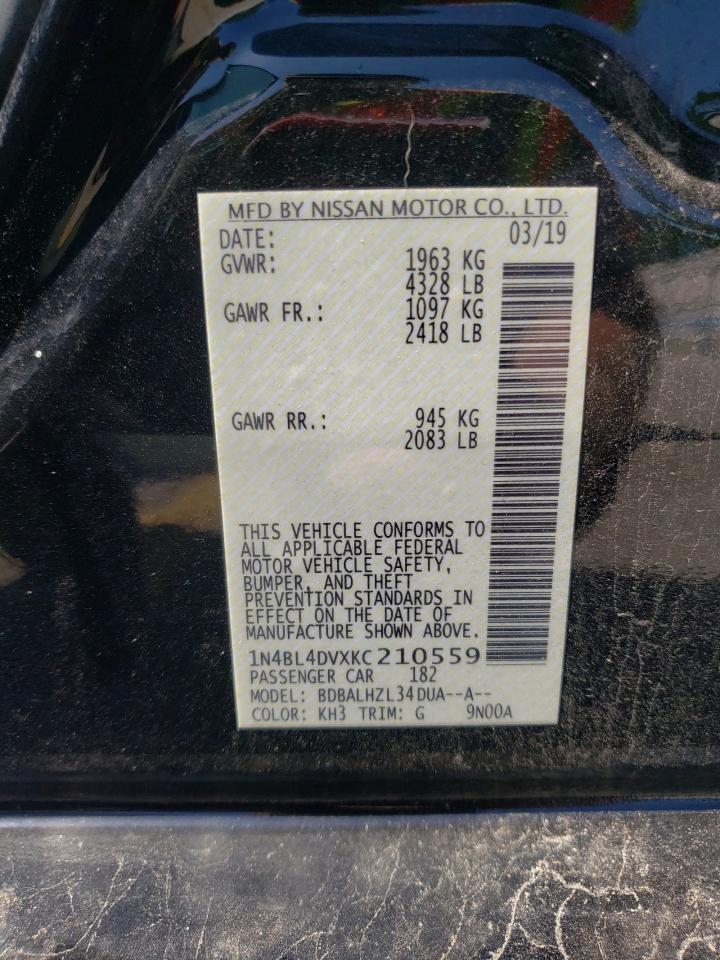 MFD BY NISSAN MOTOR CO., LTD.
DATE: 03/19
GVWR: 1963 KG
4328 LB
GAWR FR.: 1097 KG
2418 LB
GAWR RR.: 945 KG
2083 LB
THIS VEHICLE CONFORMS TO
ALL APPLICABLE FEDERAL
MOTOR VEHICLE SAFETY,
BUMPER, AND THEFT
PREVENTION STANDARDS IN
EFFECT ON THE DATE OF
MANUFACTURE SHOWN ABOVE.
1N4BL4DVXKC210559
PASSENGER CAR 182
MODEL: BDBALHZL34DUA--A--
COLOR: KH3 TRIM: G 9N00A